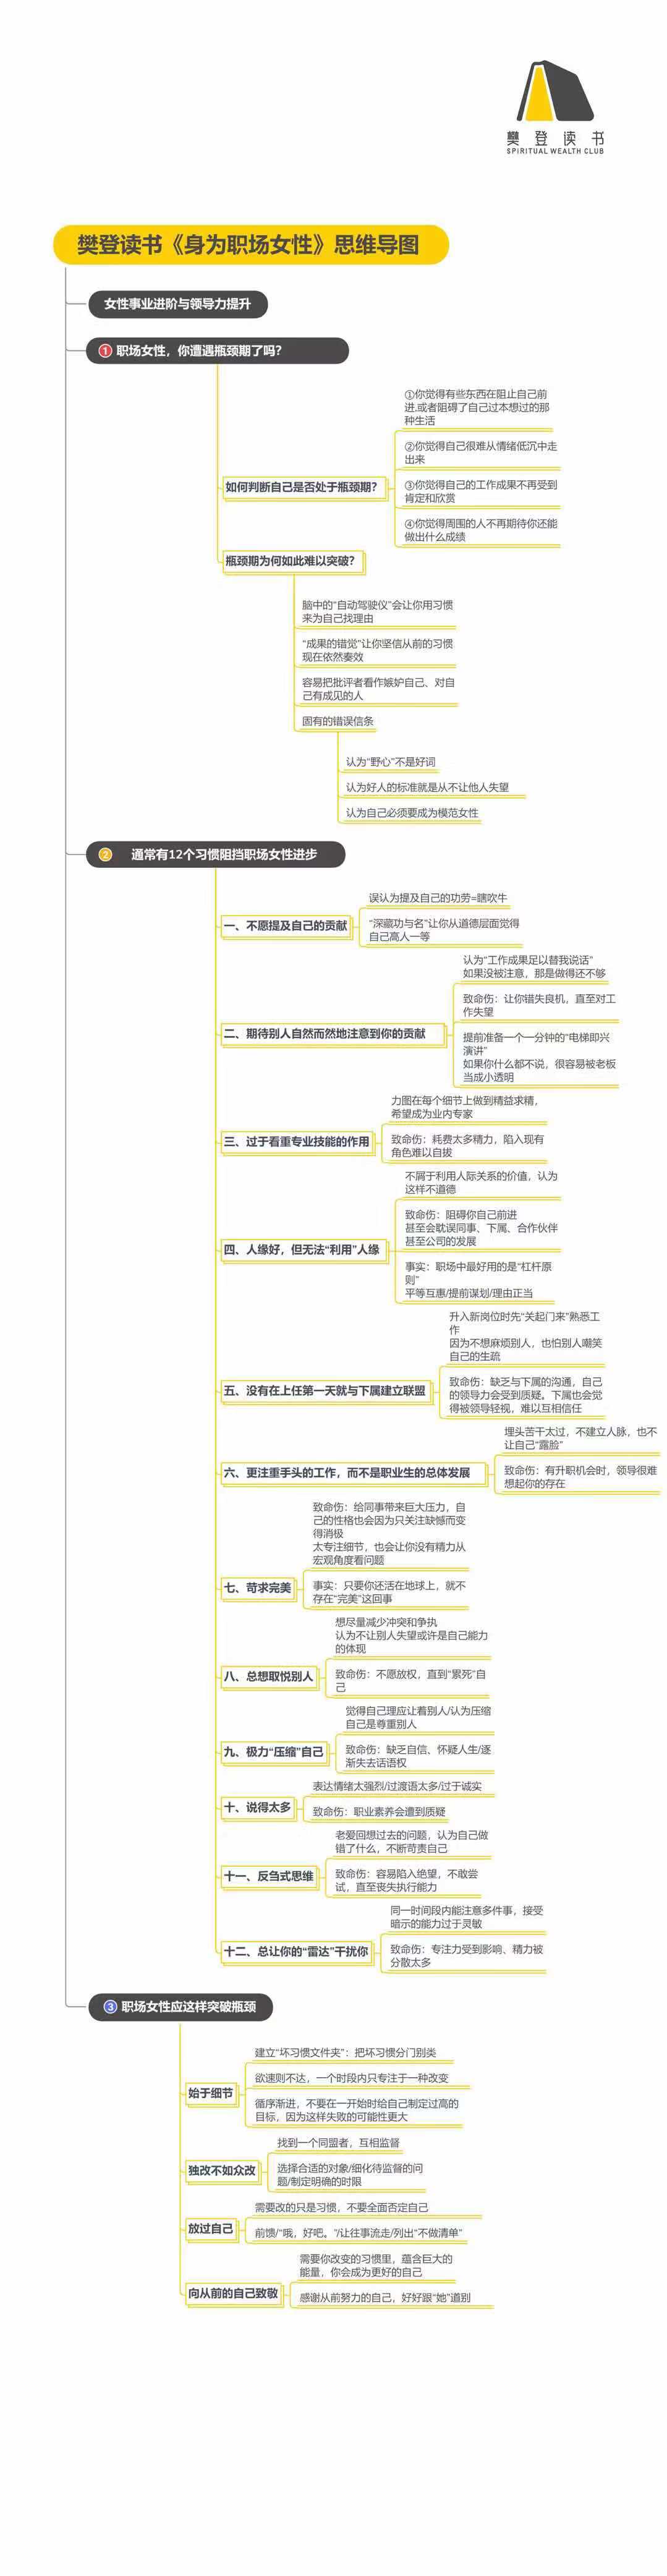 樊登读书
SPIRITUAL WEALTH CLUB
樊登读书《身为职场女性》思维导图
女性事业进阶与领导力提升
1 职场女性，你遭遇瓶颈期了吗？
①你觉得有些东西在阻止自己前
进,或者阻碍了自己过本想过的那
种生活
②你觉得自己很难从情绪低沉中走
出来
如何判断自己是否处于瓶颈期？
③你觉得自己的工作成果不再受到
肯定和欣赏
④你觉得周围的人不再期待你还能
做出什么成绩
瓶颈期为何如此难以突破？
脑中的“自动驾驶仪”会让你用习惯
来为自己找理由
“成果的错觉”让你坚信从前的习惯
现在依然奏效
容易把批评者看作嫉妒自己、对自
己有成见的人
固有的错误信条
认为“野心”不是好词
认为好人的标准就是从不让他人失望
认为自己必须要成为模范女性
2 通常有12个习惯阻挡职场女性进步
一、不愿提及自己的贡献
误认为提及自己的功劳=瞎吹牛
“深藏功与名”让你从道德层面觉得
自己高人一等
二、期待别人自然而然地注意到你的贡献
认为“工作成果足以替我说话”
如果没被注意，那是做得还不够
致命伤：让你错失良机，直至对工
作失望
提前准备一个一分钟的“电梯即兴
演讲”
如果你什么都不说，很容易被老板
当成小透明
三、过于看重专业技能的作用
力图在每个细节上做到精益求精，
希望成为业内专家
致命伤：耗费太多精力，陷入现有
角色难以自拔
四、人缘好，但无法“利用”人缘
不屑于利用人际关系的价值，认为
这样不道德
致命伤：阻碍你自己前进
甚至会耽误同事、下属、合作伙伴
甚至公司的发展
事实：职场中最好用的是“杠杆原
则”
平等互惠/提前谋划/理由正当
五、没有在上任第一天就与下属建立联盟
升入新岗位时先“关起门来”熟悉工
作
因为不想麻烦别人，也怕别人嘲笑
自己的生疏
致命伤：缺乏与下属的沟通，自己
的领导力会受到质疑。下属也会觉
得被领导轻视，难以互相信任
六、更注重手头的工作，而不是职业生的总体发展
埋头苦干太过，不建立人脉，也不
让自己“露脸”
致命伤：有升职机会时，领导很难
想起你的存在
七、苛求完美
致命伤：给同事带来巨大压力，自
己的性格也会因为只关注缺憾而变
得消极
太专注细节，也会让你没有精力从
宏观角度看问题
事实：只要你还活在地球上，就不
存在“完美”这回事
八、总想取悦别人
想尽量减少冲突和争执
认为不让别人失望或许是自己能力
的体现
致命伤：不愿放权，直到“累死”自
己
九、极力“压缩”自己
觉得自己理应让着别人/认为压缩
自己是尊重别人
致命伤：缺乏自信、怀疑人生/逐
渐失去话语权
十、说得太多
表达情绪太强烈/过渡语太多/过于诚实
致命伤：职业素养会遭到质疑
十一、反刍式思维
老爱回想过去的问题，认为自己做
错了什么，不断苛责自己
致命伤：容易陷入绝望，不敢尝
试，直至丧失执行能力
十二、总让你的“雷达”干扰你
同一时间段内能注意多件事，接受
暗示的能力过于灵敏
致命伤：专注力受到影响、精力被
分散太多
3 职场女性应这样突破瓶颈
始于细节
建立“坏习惯文件夹”：把坏习惯分门别类
欲速则不达，一个时段内只专注于一种改变
循序渐进，不要在一开始时给自己制定过高的
目标，因为这样失败的可能性更大
独改不如众改
找到一个同盟者，互相监督
选择合适的对象/细化待监督的问
题/制定明确的时限
放过自己
需要改的只是习惯，不要全面否定自己
前馈/“哦，好吧。”/让往事流走/列出“不做清单”
向从前的自己致敬
需要你改变的习惯里，蕴含巨大的
能量，你会成为更好的自己
感谢从前努力的自己，好好跟“她”道别